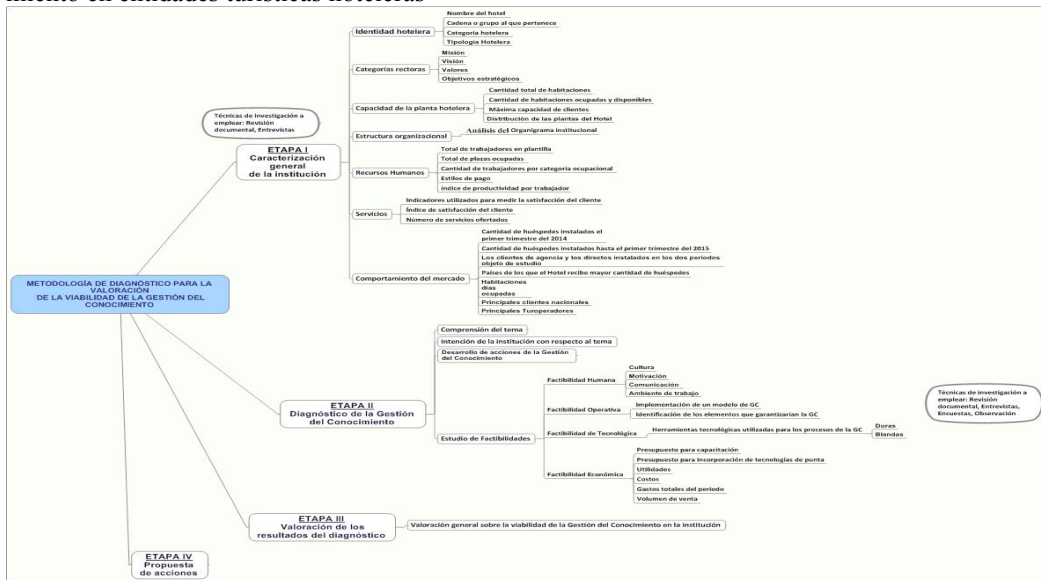 miento en entidades turísticas hoteleras
METODOLOGÍA DE DIAGNÓSTICO PARA LA
VALORACIÓN
DE LA VIABILIDAD DE LA GESTIÓN DEL
CONOCIMIENTO
Técnicas de investigación a
emplear: Revisión
documental, Entrevistas
ETAPA I
Caracterización
general
de la institución
Identidad hotelera
Nombre del hotel
Cadena o grupo al que pertenece
Categoría hotelera
Tipología Hotelera
Categorías rectoras
Misión
Visión
Valores
Objetivos estratégicos
Capacidad de la planta hotelera
Cantidad total de habitaciones
Cantidad de habitaciones ocupadas y disponibles
Máxima capacidad de clientes
Distribución de las plantas del Hotel
Estructura organizacional
Análisis del Organigrama institucional
Recursos Humanos
Total de trabajadores en plantilla
Total de plazas ocupadas
Cantidad de trabajadores por categoría ocupacional
Estilos de pago
Índice de productividad por trabajador
Servicios
Indicadores utilizados para medir la satisfacción del cliente
Índice de satisfacción del cliente
Número de servicios ofertados
Comportamiento del mercado
Cantidad de huéspedes instalados el
primer trimestre del 2014
Cantidad de huéspedes instalados hasta el primer trimestre del 2015
Los clientes de agencia y los directos instalados en los dos períodos
objeto de estudio
Países de los que el Hotel recibe mayor cantidad de huéspedes
Habitaciones
días
ocupadas
Principales clientes nacionales
Principales Turoperadores
ETAPA II
Diagnóstico de la Gestión
del Conocimiento
Comprensión del tema
Intención de la institución con respecto al tema
Desarrollo de acciones de la Gestión
del Conocimiento
Estudio de Factibilidades
Factibilidad Humana
Cultura
Motivación
Comunicación
Ambiente de trabajo
Factibilidad Operativa
Implementación de un modelo de GC
Identificación de los elementos que garantizarían la GC
Factibilidad de Tecnológica
Herramientas tecnológicas utilizadas para los procesos de la GC
Duras
Blandas
Factibilidad Económica
Presupuesto para capacitación
Presupuesto para incorporación de tecnologías de punta
Utilidades
Costos
Gastos totales del período
Volumen de venta
Técnicas de investigación a
emplear: Revisión
documental, Entrevistas,
Encuestas, Observación
ETAPA III
Valoración de los
resultados del diagnóstico
Valoración general sobre la viabilidad de la Gestión del Conocimiento en la institución
ETAPA IV
Propuesta
de acciones